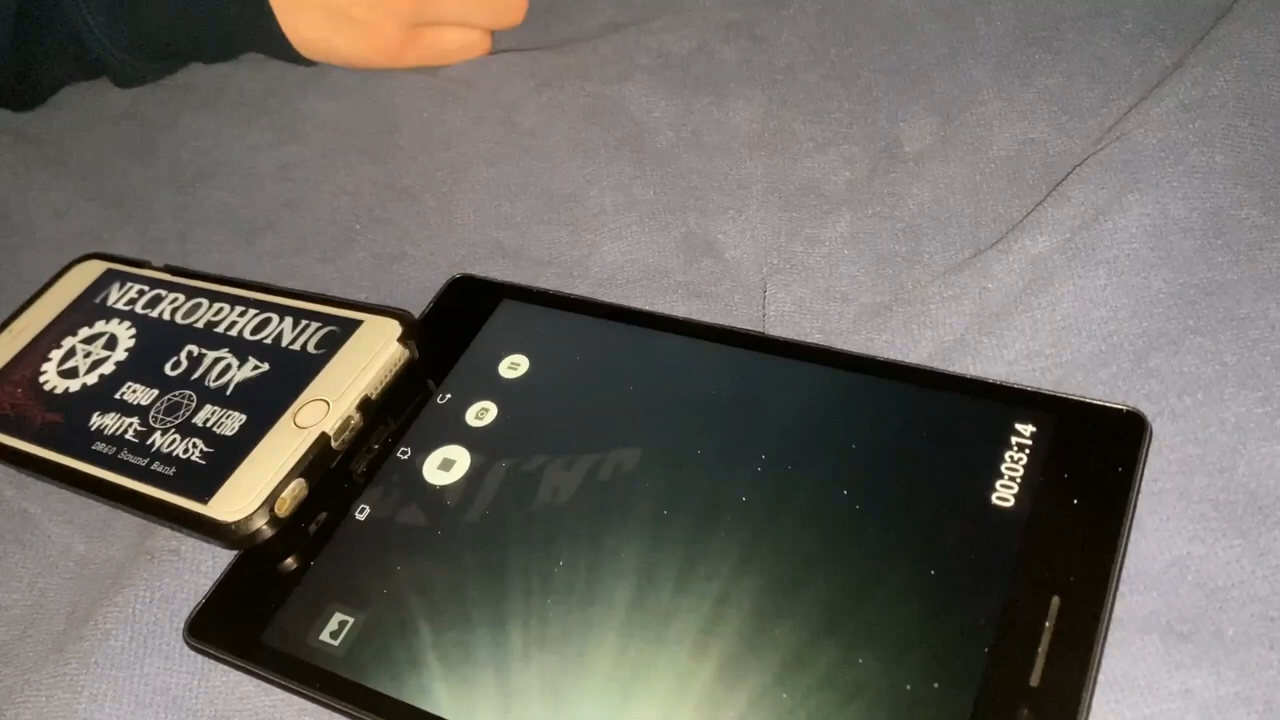 NECROPHONIC
STOP
ECHO REVERB
WHITE NOISE
DR60 Sound Bank
00:03:14